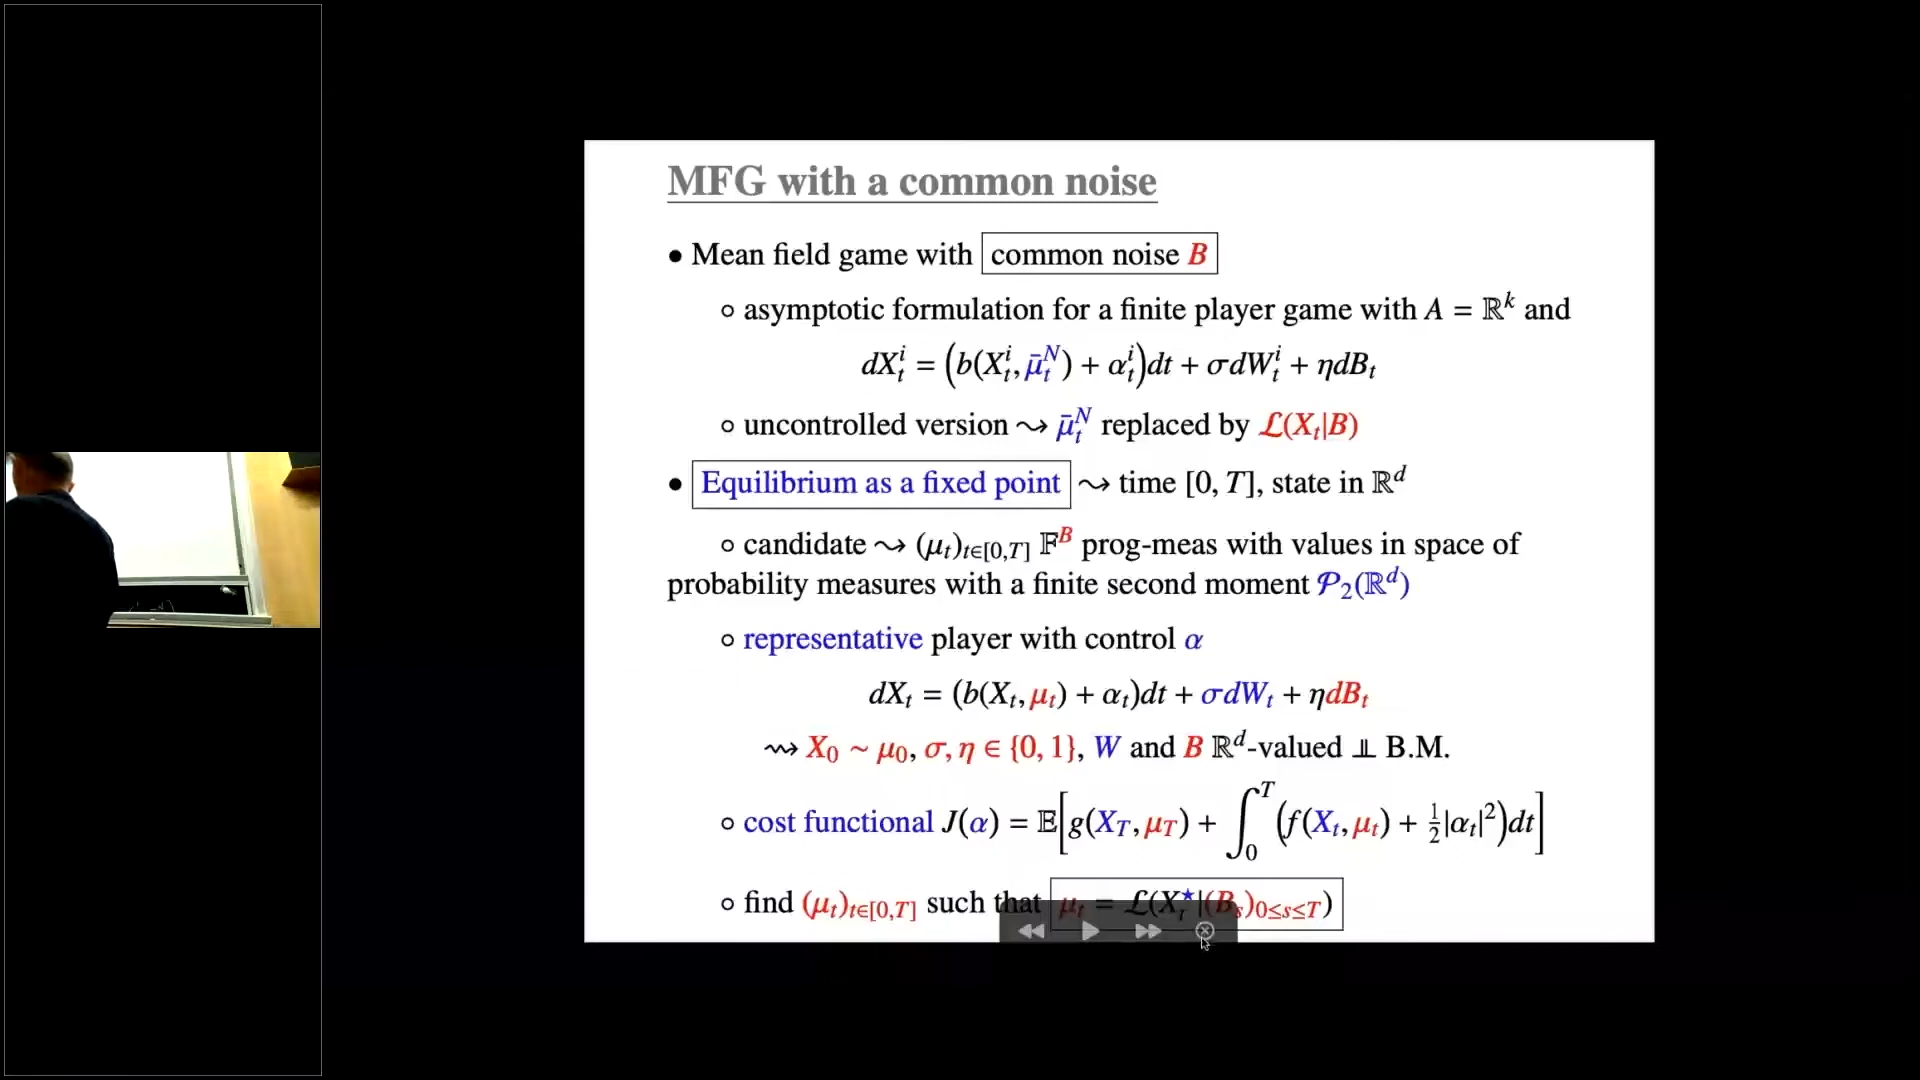 MFG with a common noise
• Mean field game with common noise B
◦ asymptotic formulation for a finite player game with A = ℝᵏ and
dX_t^i = (b(X_t^i, μ̄_t^N) + α_t^i)dt + σdW_t^i + ηdB_t
◦ uncontrolled version ⇝ μ̄_t^N replaced by ℒ(X_t|B)
• Equilibrium as a fixed point ⇝ time [0, T], state in ℝ^d
◦ candidate ⇝ (μ_t)_{t∈[0,T]} 𝔽^B prog-meas with values in space of
probability measures with a finite second moment 𝒫_2(ℝ^d)
◦ representative player with control α
dX_t = (b(X_t, μ_t) + α_t)dt + σdW_t + ηdB_t
⇝ X_0 ~ μ_0, σ, η ∈ {0, 1}, W and B ℝ^d-valued ⫫ B.M.
◦ cost functional J(α) = 𝔼[g(X_T, μ_T) + ∫_0^T (f(X_t, μ_t) + ½|α_t|²)dt]
◦ find (μ_t)_{t∈[0,T]} such that μ_t = ℒ(X_t^⋆|(B_s)_{0≤s≤T})